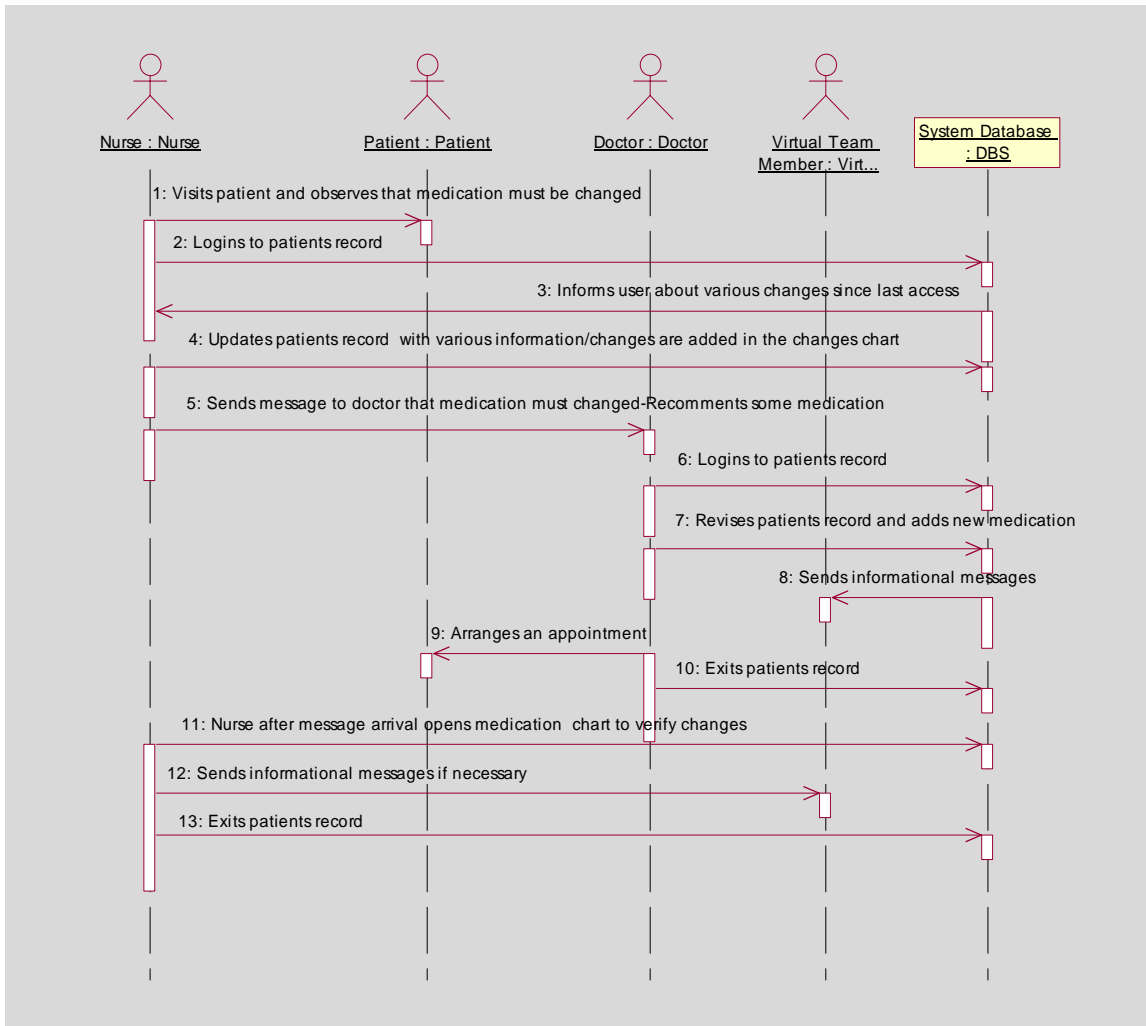 Nurse : Nurse
Patient : Patient
Doctor : Doctor
Virtual Team
Member : Virt...
System Database
: DBS
1: Visits patient and observes that medication must be changed
2: Logins to patients record
3: Informs user about various changes since last access
4: Updates patients record with various information/changes are added in the changes chart
5: Sends message to doctor that medication must changed-Recomments some medication
6: Logins to patients record
7: Revises patients record and adds new medication
8: Sends informational messages
9: Arranges an appointment
10: Exits patients record
11: Nurse after message arrival opens medication chart to verify changes
12: Sends informational messages if necessary
13: Exits patients record